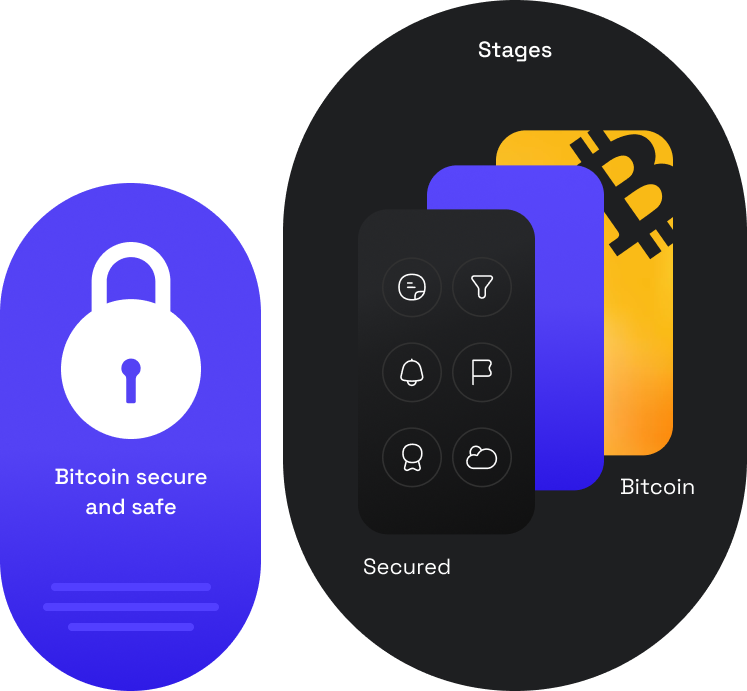 Stages
Bitcoin secure
and safe
Bitcoin
Secured